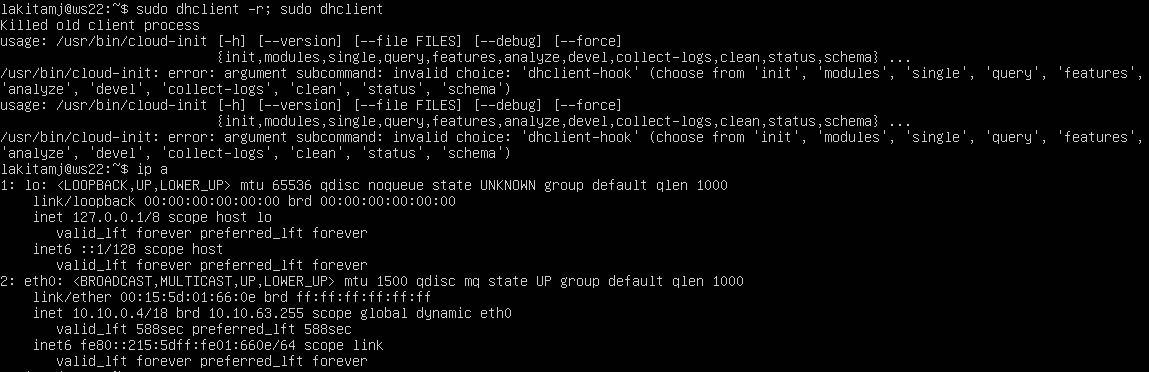 lakitamj@ws22:~$ sudo dhclient -r; sudo dhclient
Killed old client process
usage: /usr/bin/cloud-init [-h] [--version] [--file FILES] [--debug] [--force]
                           {init,modules,single,query,features,analyze,devel,collect-logs,clean,status,schema} ...
/usr/bin/cloud-init: error: argument subcommand: invalid choice: 'dhclient-hook' (choose from 'init', 'modules', 'single', 'query', 'features',
'analyze', 'devel', 'collect-logs', 'clean', 'status', 'schema')
usage: /usr/bin/cloud-init [-h] [--version] [--file FILES] [--debug] [--force]
                           {init,modules,single,query,features,analyze,devel,collect-logs,clean,status,schema} ...
/usr/bin/cloud-init: error: argument subcommand: invalid choice: 'dhclient-hook' (choose from 'init', 'modules', 'single', 'query', 'features',
'analyze', 'devel', 'collect-logs', 'clean', 'status', 'schema')
lakitamj@ws22:~$ ip a
1: lo: <LOOPBACK,UP,LOWER_UP> mtu 65536 qdisc noqueue state UNKNOWN group default qlen 1000
    link/loopback 00:00:00:00:00:00 brd 00:00:00:00:00:00
    inet 127.0.0.1/8 scope host lo
       valid_lft forever preferred_lft forever
    inet6 ::1/128 scope host
       valid_lft forever preferred_lft forever
2: eth0: <BROADCAST,MULTICAST,UP,LOWER_UP> mtu 1500 qdisc mq state UP group default qlen 1000
    link/ether 00:15:5d:01:66:0e brd ff:ff:ff:ff:ff:ff
    inet 10.10.0.4/18 brd 10.10.63.255 scope global dynamic eth0
       valid_lft 588sec preferred_lft 588sec
    inet6 fe80::215:5dff:fe01:660e/64 scope link
       valid_lft forever preferred_lft forever